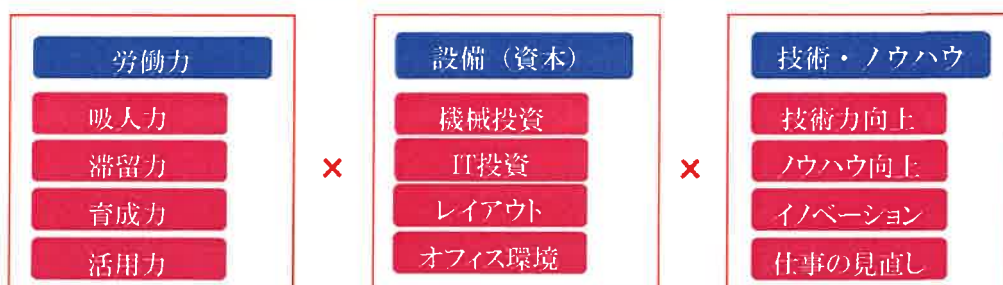 労働力
吸人力
滞留力
育成力
活用力
×
設備（資本）
機械投資
IT投資
レイアウト
オフィス環境
×
技術・ノウハウ
技術力向上
ノウハウ向上
イノベーション
仕事の見直し